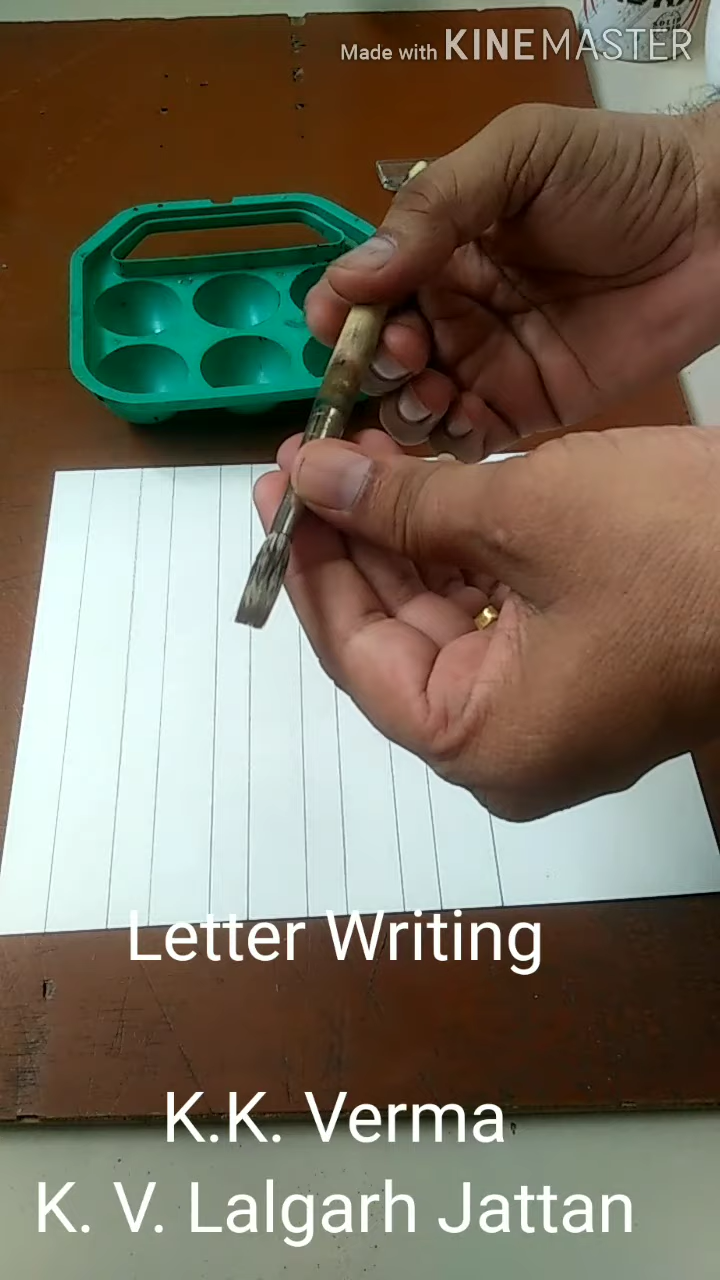 Made with KINEMASTER
Letter Writing
K.K. Verma
K. V. Lalgarh Jattan